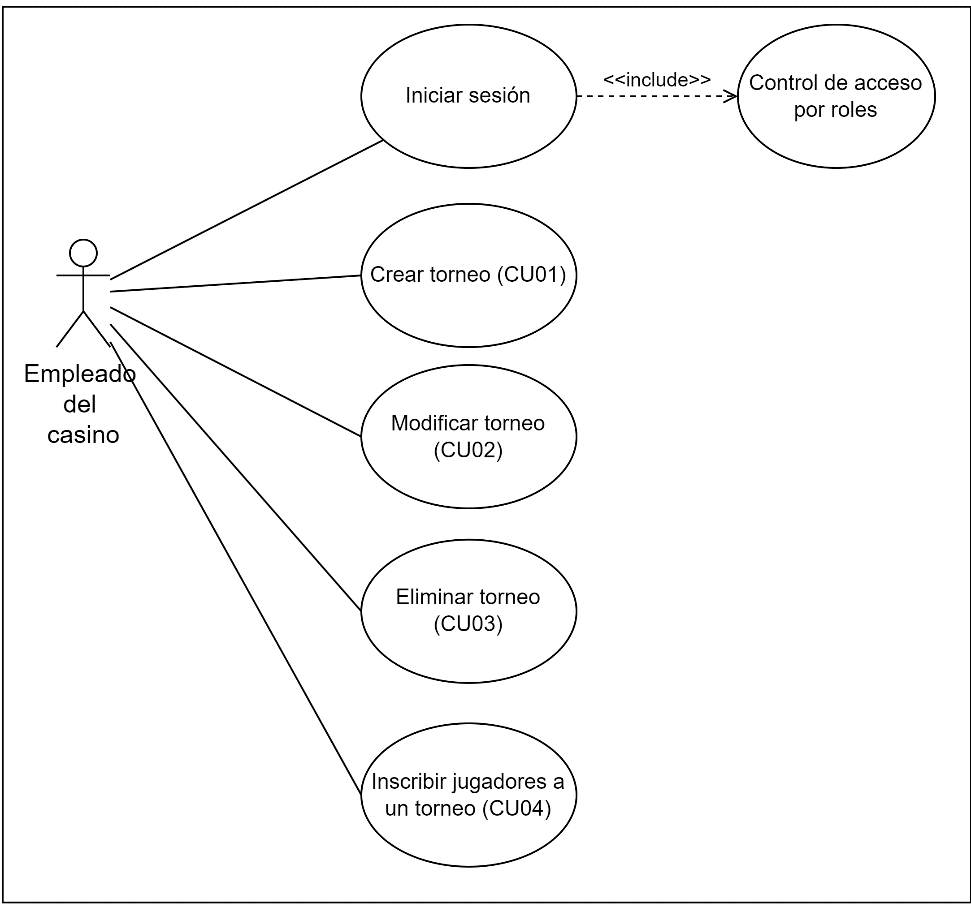 Iniciar sesión
<<include>>
Control de acceso
por roles
Crear torneo (CU01)
Empleado
del
casino
Modificar torneo
(CU02)
Eliminar torneo
(CU03)
Inscribir jugadores a
un torneo (CU04)